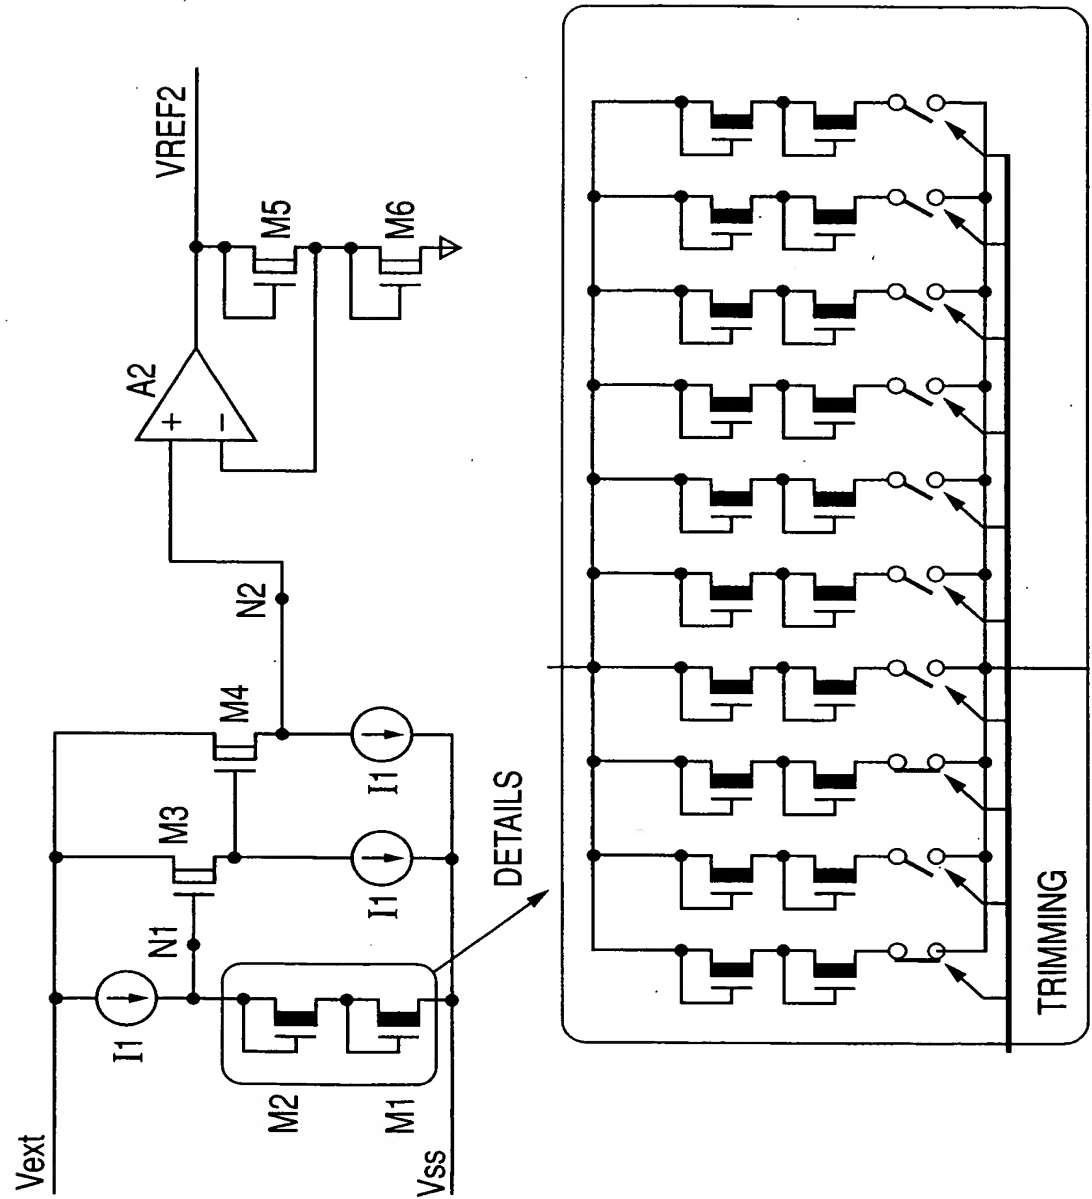 Vext
Vss
I1
N1
M2
M1
M3
M4
I1
I1
N2
A2
+
−
VREF2
M5
M6
DETAILS
TRIMMING